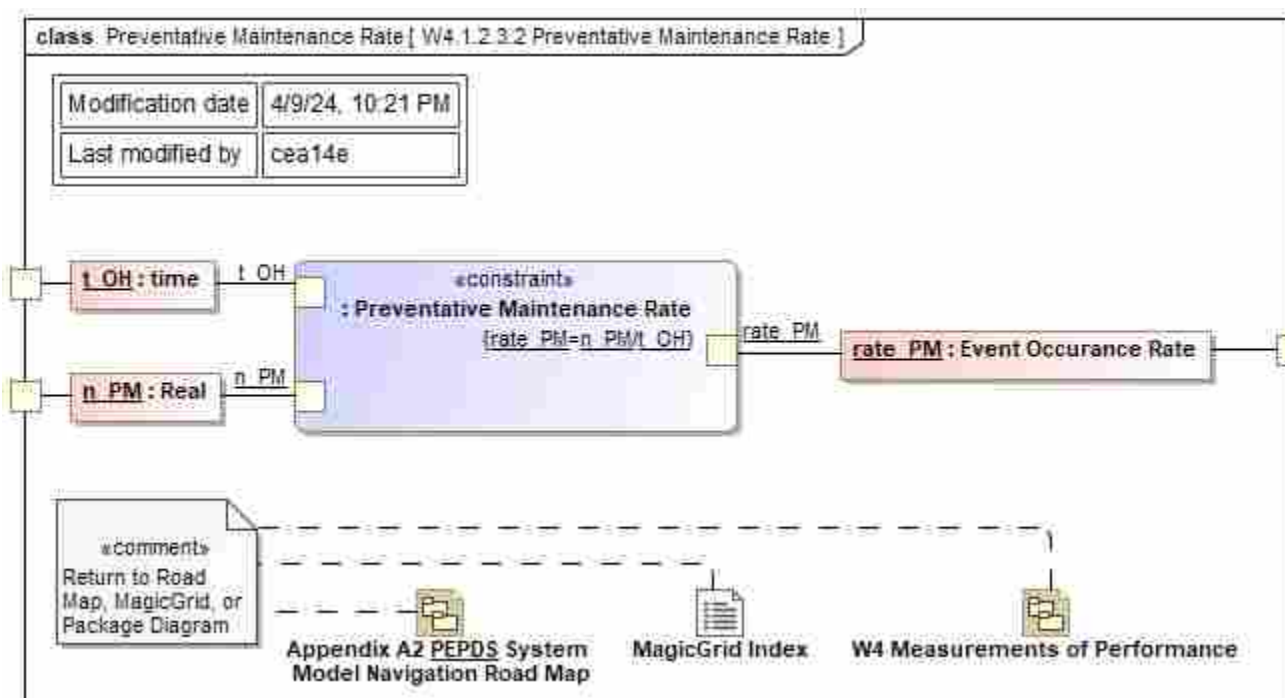 class Preventative Maintenance Rate [ W4.1.2.3.2 Preventative Maintenance Rate ]
Modification date 4/9/24, 10:21 PM
Last modified by cea14e
t_OH : time
t_OH
«constraint»
: Preventative Maintenance Rate
{rate_PM=n_PM/t_OH}
rate_PM
rate_PM : Event Occurance Rate
n_PM : Real
n_PM
«comment»
Return to Road
Map, MagicGrid, or
Package Diagram
Appendix A2 PEPDS System
Model Navigation Road Map
MagicGrid Index
W4 Measurements of Performance